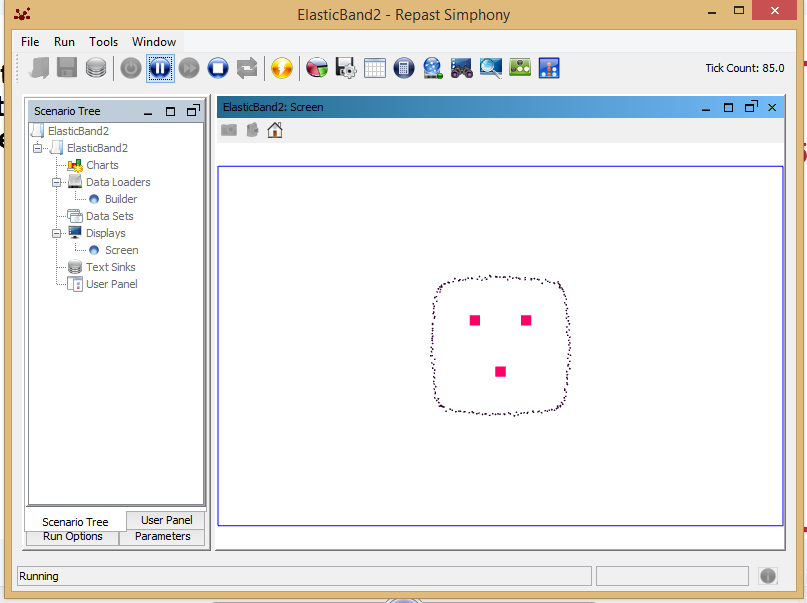 ElasticBand2 - Repast Simphony
File Run Tools Window
Tick Count: 85.0
Scenario Tree
ElasticBand2
ElasticBand2
Charts
Data Loaders
Builder
Data Sets
Displays
Screen
Text Sinks
User Panel
Scenario Tree User Panel
Run Options Parameters
ElasticBand2: Screen
Running